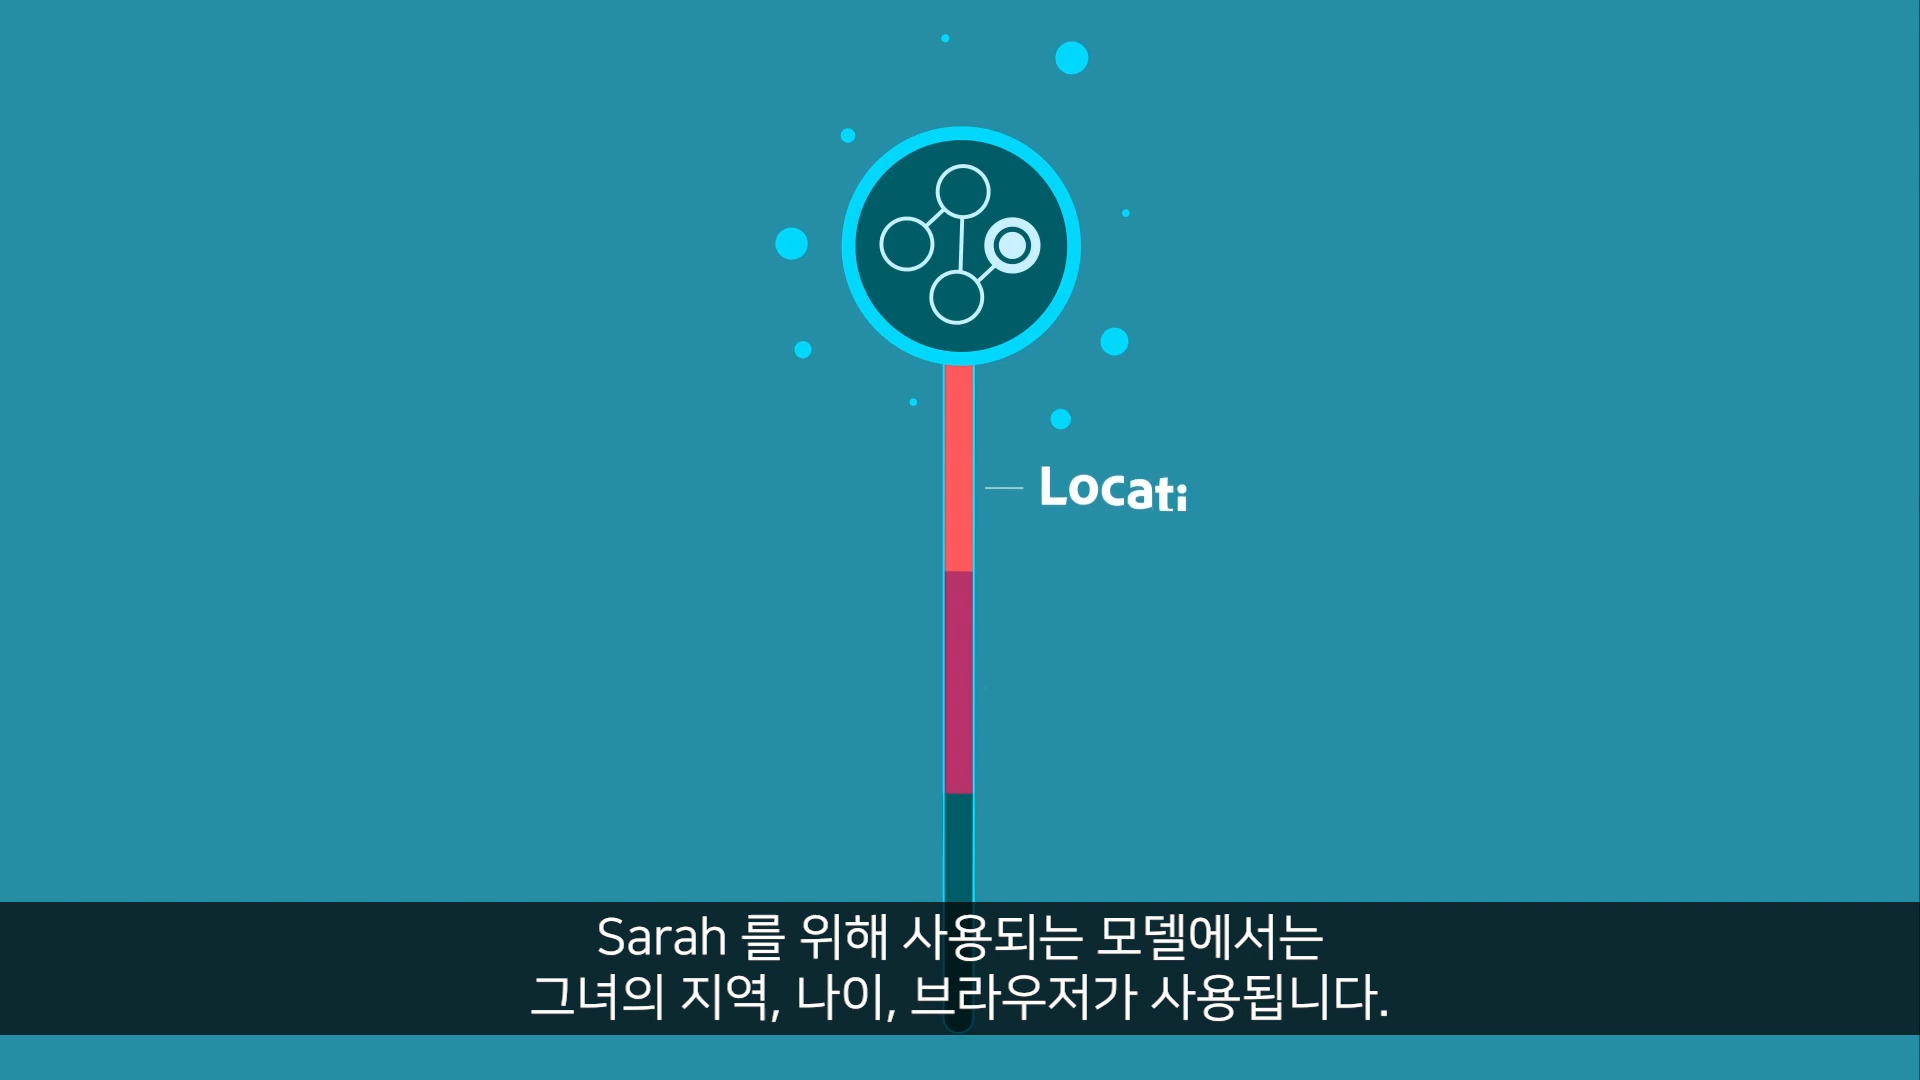 Locati
Sarah 를 위해 사용되는 모델에서는
그녀의 지역, 나이, 브라우저가 사용됩니다.